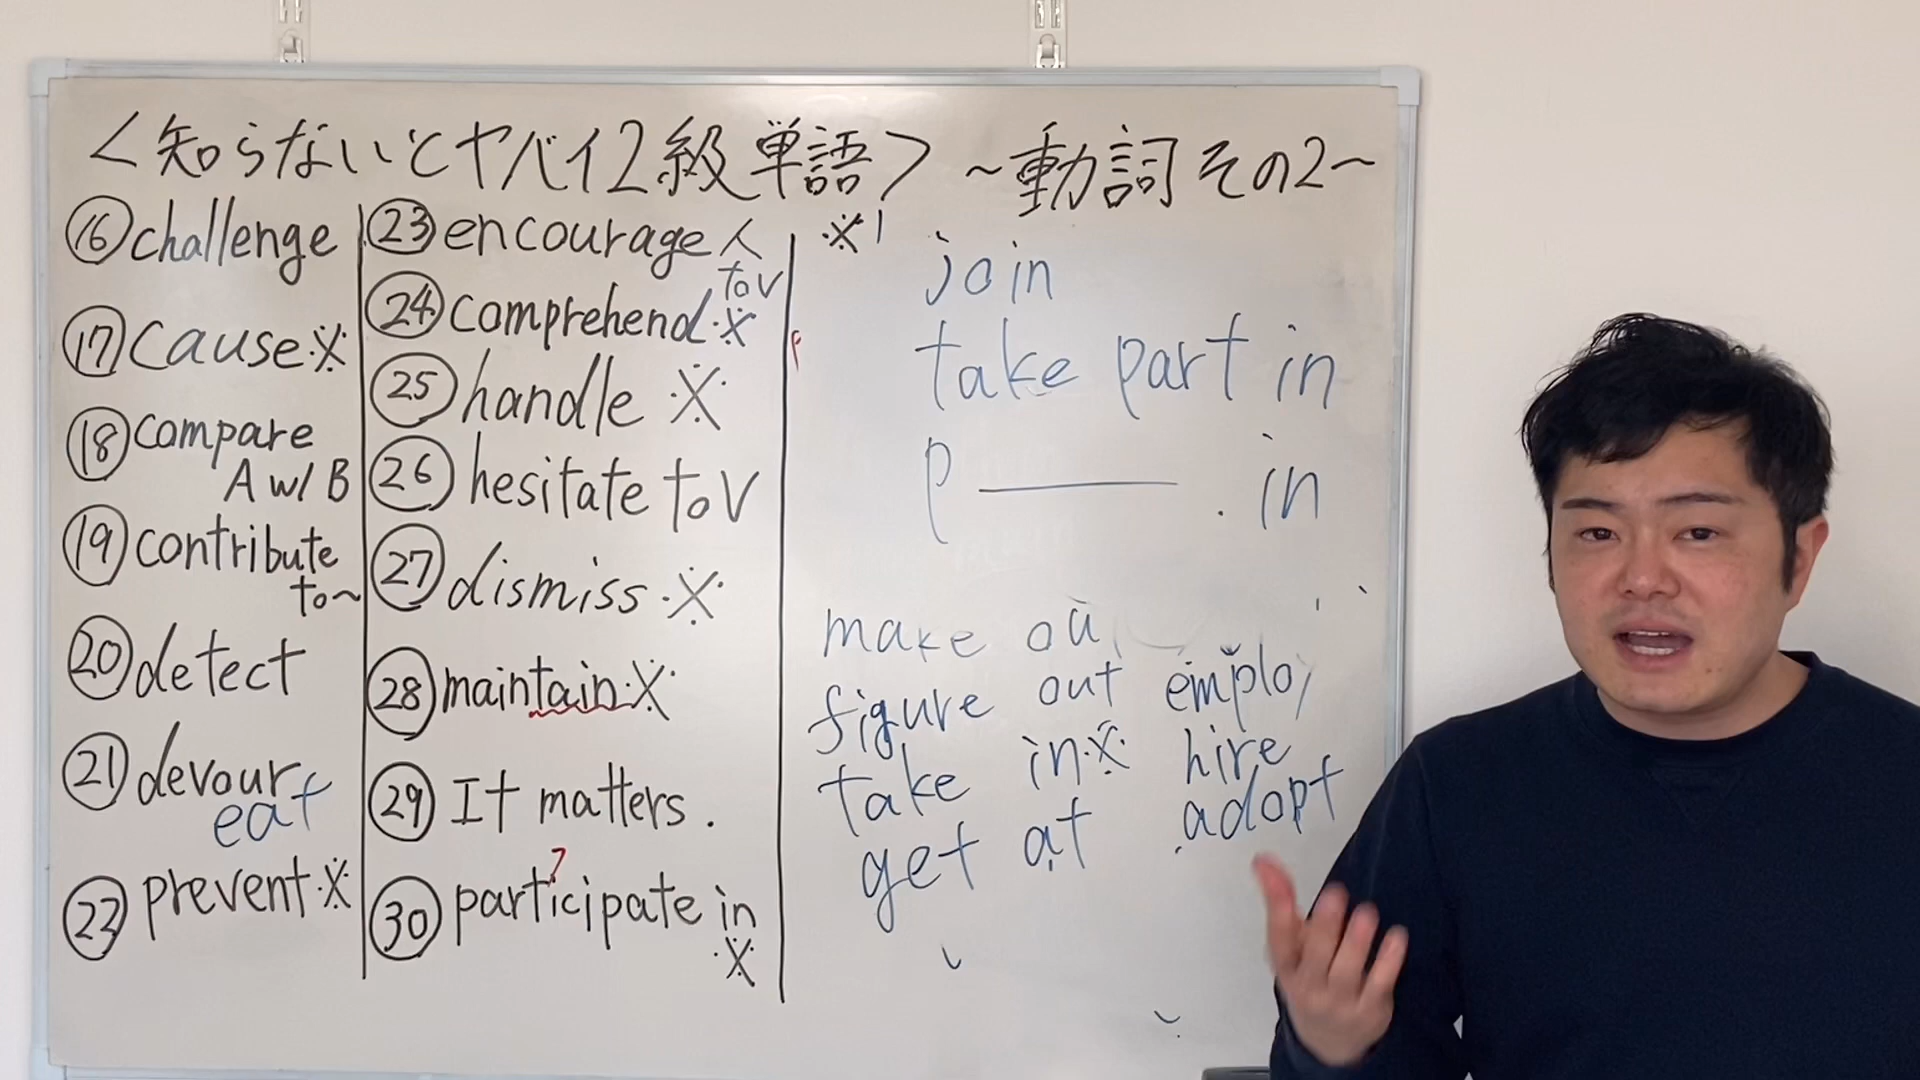 <知らないとヤバイ2級単語> ~動詞 その2~
⑯challenge
⑰cause※
⑱compare
A w/ B
⑲contribute
to~
⑳detect
㉑devour
eat
㉒prevent※
㉓encourage 人
to V
㉔comprehend※
㉕handle ※
㉖hesitate to V
㉗dismiss※
㉘maintain※
㉙It matters.
㉚participate in
※
※1
join
take part in
P ――― in
make ou
figure out
take in※
get at
employ
hire
adopt